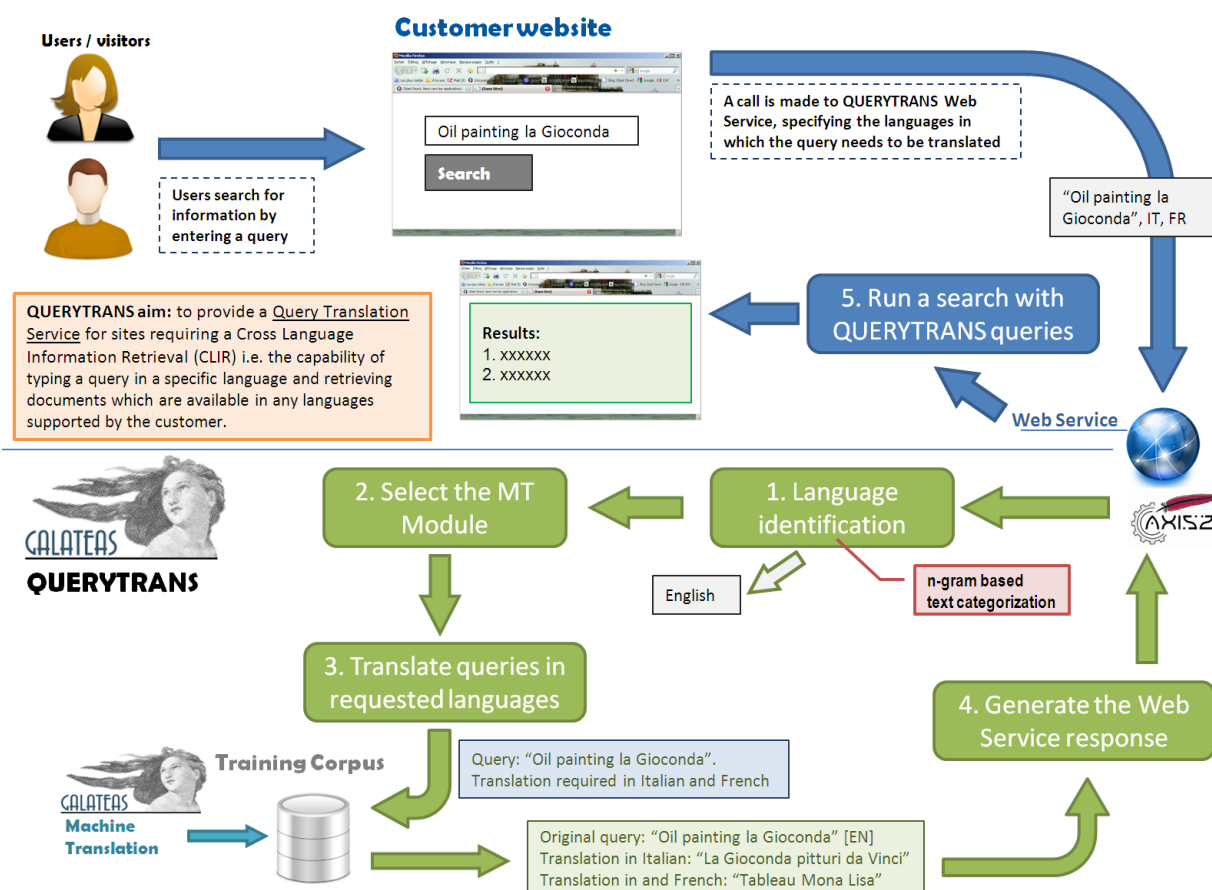 Users / visitors
Customer website
Mozilla Firefox
Oil painting la Gioconda
Search
Users search for
information by
entering a query
A call is made to QUERYTRANS Web
Service, specifying the languages in
which the query needs to be translated
“Oil painting la
Gioconda”, IT, FR
QUERYTRANS aim: to provide a Query Translation
Service for sites requiring a Cross Language
Information Retrieval (CLIR) i.e. the capability of
typing a query in a specific language and retrieving
documents which are available in any languages
supported by the customer.
Mozilla Firefox
Results:
1. xxxxxx
2. xxxxxx
5. Run a search with
QUERYTRANS queries
Web Service
AXIS2
GALATEAS
QUERYTRANS
2. Select the MT
Module
1. Language
identification
English
n-gram based
text categorization
3. Translate queries in
requested languages
4. Generate the Web
Service response
GALATEAS
Machine
Translation
Training Corpus
Query: “Oil painting la Gioconda”.
Translation required in Italian and French
Original query: “Oil painting la Gioconda” [EN]
Translation in Italian: “La Gioconda pitturi da Vinci”
Translation in and French: “Tableau Mona Lisa”